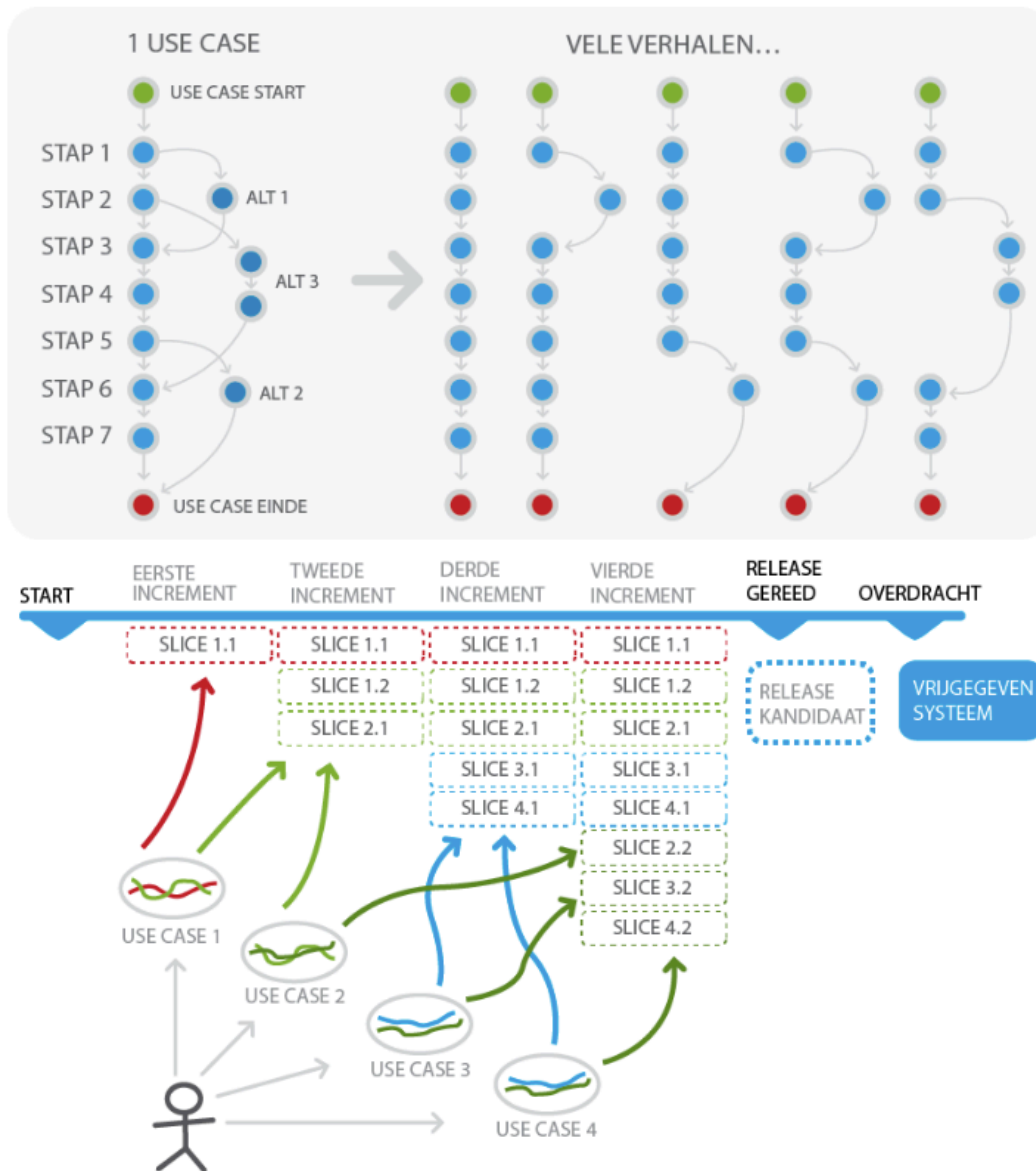 1 USE CASE
VELE VERHALEN...
USE CASE START
STAP 1
STAP 2
ALT 1
STAP 3
ALT 3
STAP 4
STAP 5
STAP 6
ALT 2
STAP 7
USE CASE EINDE
START
EERSTE
INCREMENT
TWEEDE
INCREMENT
DERDE
INCREMENT
VIERDE
INCREMENT
RELEASE
GEREED
OVERDRACHT
SLICE 1.1
SLICE 1.1
SLICE 1.1
SLICE 1.1
SLICE 1.2
SLICE 1.2
SLICE 1.2
SLICE 2.1
SLICE 2.1
SLICE 2.1
SLICE 3.1
SLICE 3.1
SLICE 4.1
SLICE 4.1
SLICE 2.2
SLICE 3.2
SLICE 4.2
RELEASE
KANDIDAAT
VRIJGEGEVEN
SYSTEEM
USE CASE 1
USE CASE 2
USE CASE 3
USE CASE 4